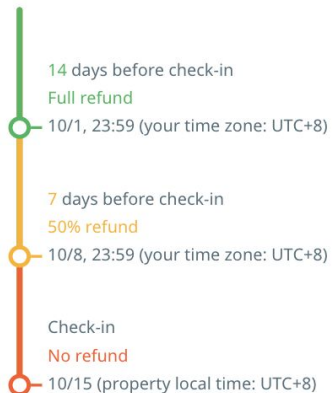 14 days before check-in
Full refund
10/1, 23:59 (your time zone: UTC+8)
7 days before check-in
50% refund
10/8, 23:59 (your time zone: UTC+8)
Check-in
No refund
10/15 (property local time: UTC+8)